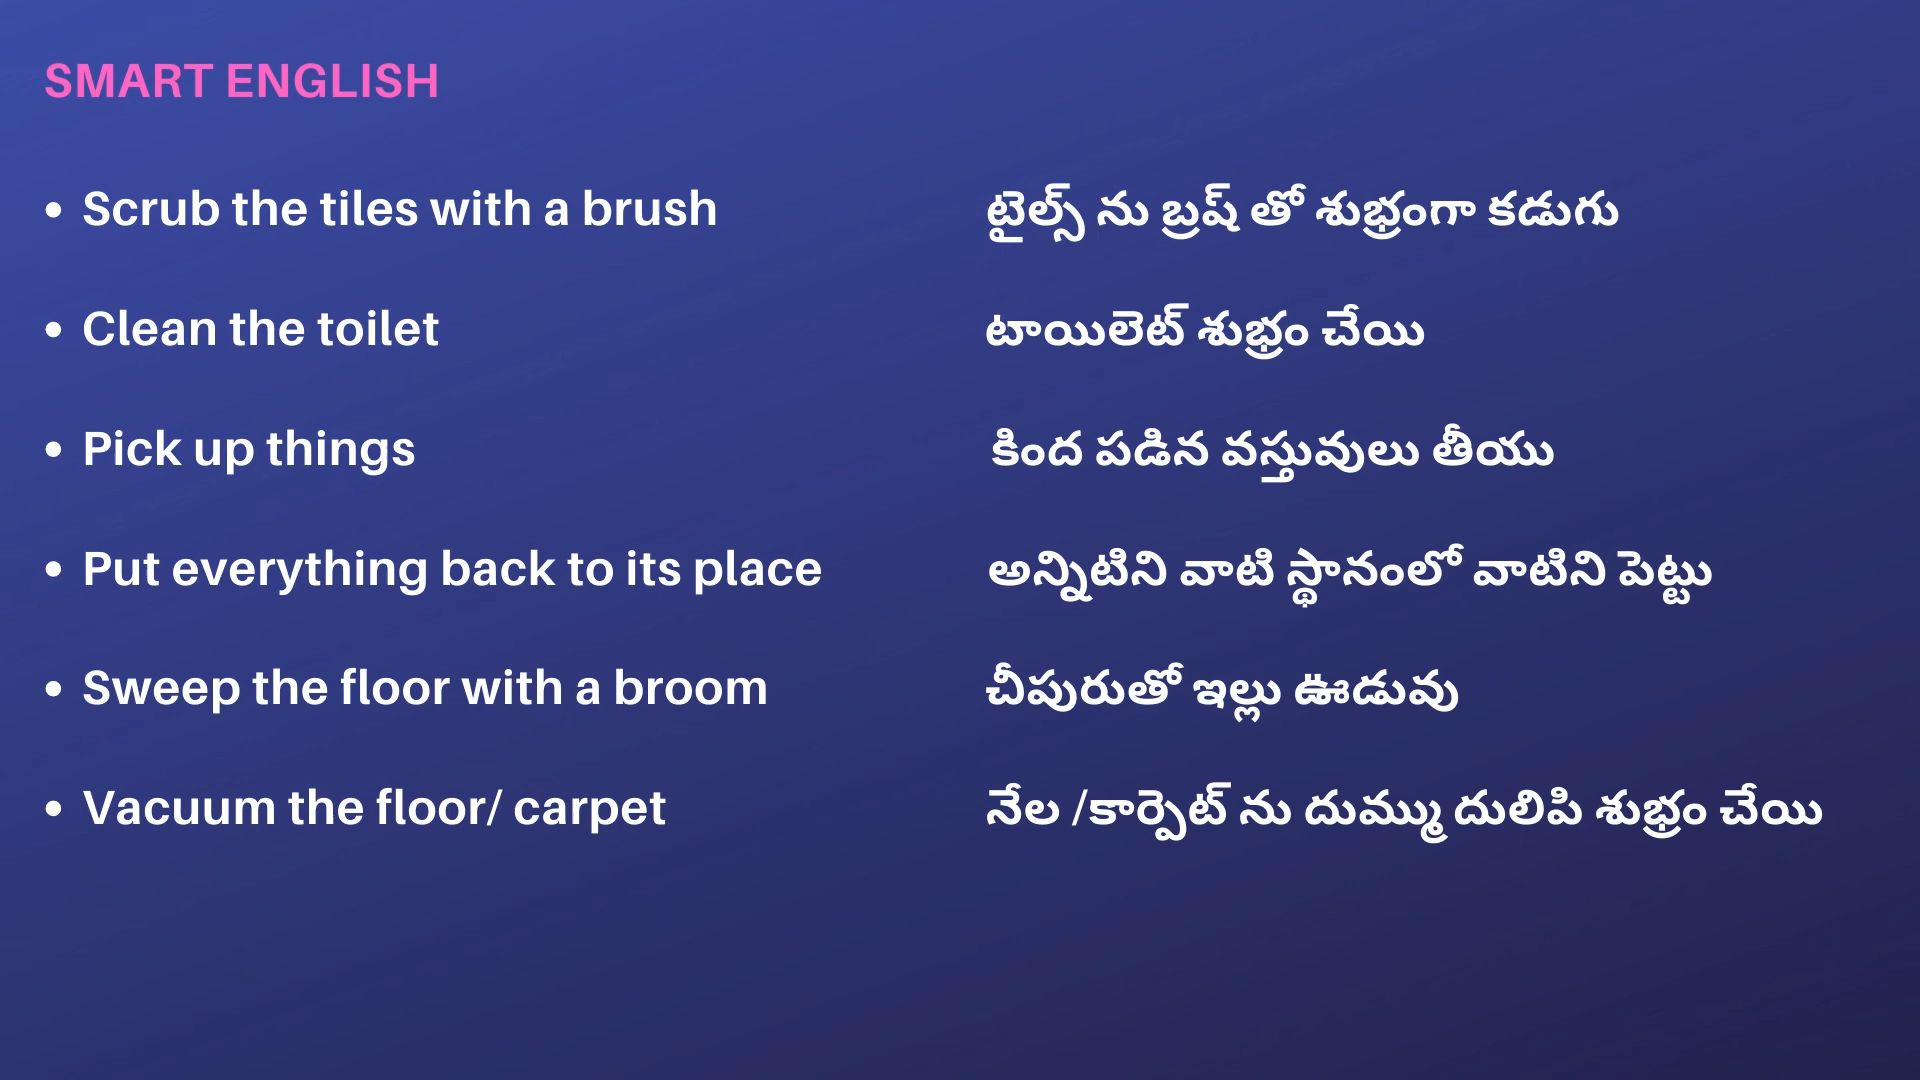 SMART ENGLISH
• Scrub the tiles with a brush టైల్స్ ను బ్రష్ తో శుభ్రంగా కడుగు
• Clean the toilet టాయిలెట్ శుభ్రం చేయి
• Pick up things కింద పడిన వస్తువులు తీయు
• Put everything back to its place అన్నిటిని వాటి స్థానంలో వాటిని పెట్టు
• Sweep the floor with a broom చీపురుతో ఇల్లు ఊడువు
• Vacuum the floor/ carpet నేల /కార్పెట్ ను దుమ్ము దులిపి శుభ్రం చేయి